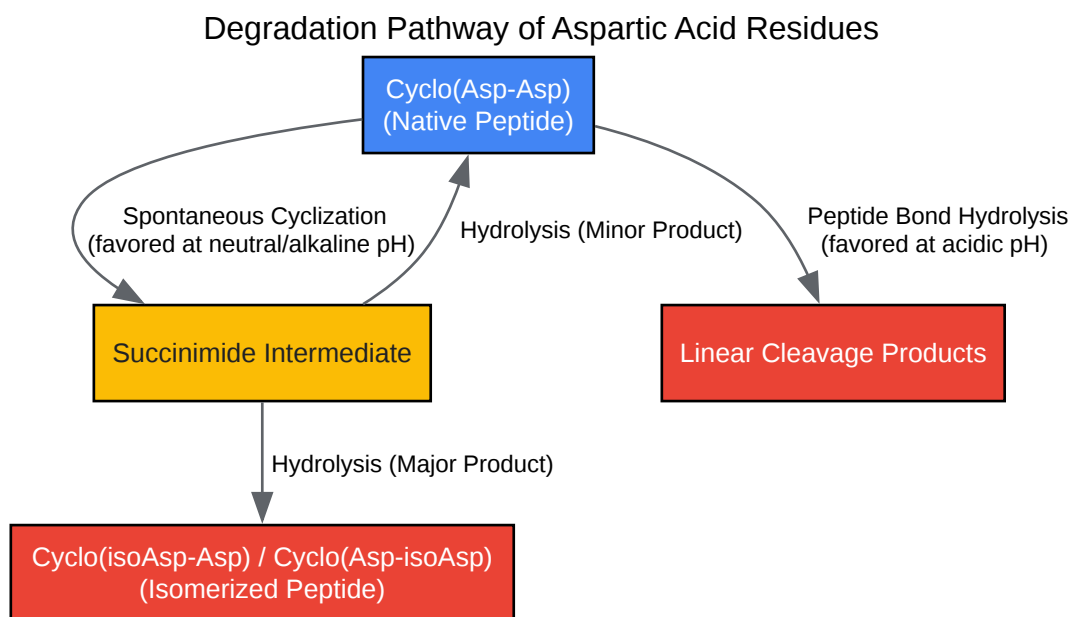 Degradation Pathway of Aspartic Acid Residues
Cyclo(Asp-Asp)
(Native Peptide)
Spontaneous Cyclization
(favored at neutral/alkaline pH)
Hydrolysis (Minor Product)
Peptide Bond Hydrolysis
(favored at acidic pH)
Succinimide Intermediate
Linear Cleavage Products
Hydrolysis (Major Product)
Cyclo(isoAsp-Asp) / Cyclo(Asp-isoAsp)
(Isomerized Peptide)